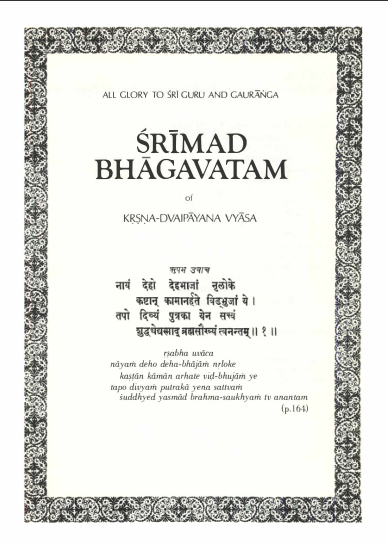 ALL GLORY TO ŚRĪ GURU AND GAURĀṄGA
ŚRĪMAD
BHĀGAVATAM
of
KṚṢṆA-DVAIPĀYANA VYĀSA
ऋषभ उवाच
नायं देहो देहभाजां नृलोके
कष्टान् कामानर्हते विड्भुजां ये ।
तपो दिव्यं पुत्रका येन सत्त्वं
शुद्ध्येद्यस्माद् ब्रह्मसौख्यं त्वनन्तम् ॥ १ ॥
ṛṣabha uvāca
nāyaṁ deho deha-bhājāṁ nṛloke
kaṣṭān kāmān arhate viḍ-bhujāṁ ye
tapo divyaṁ putrakā yena sattvaṁ
śuddhyed yasmād brahma-saukhyaṁ tv anantam
(p.164)